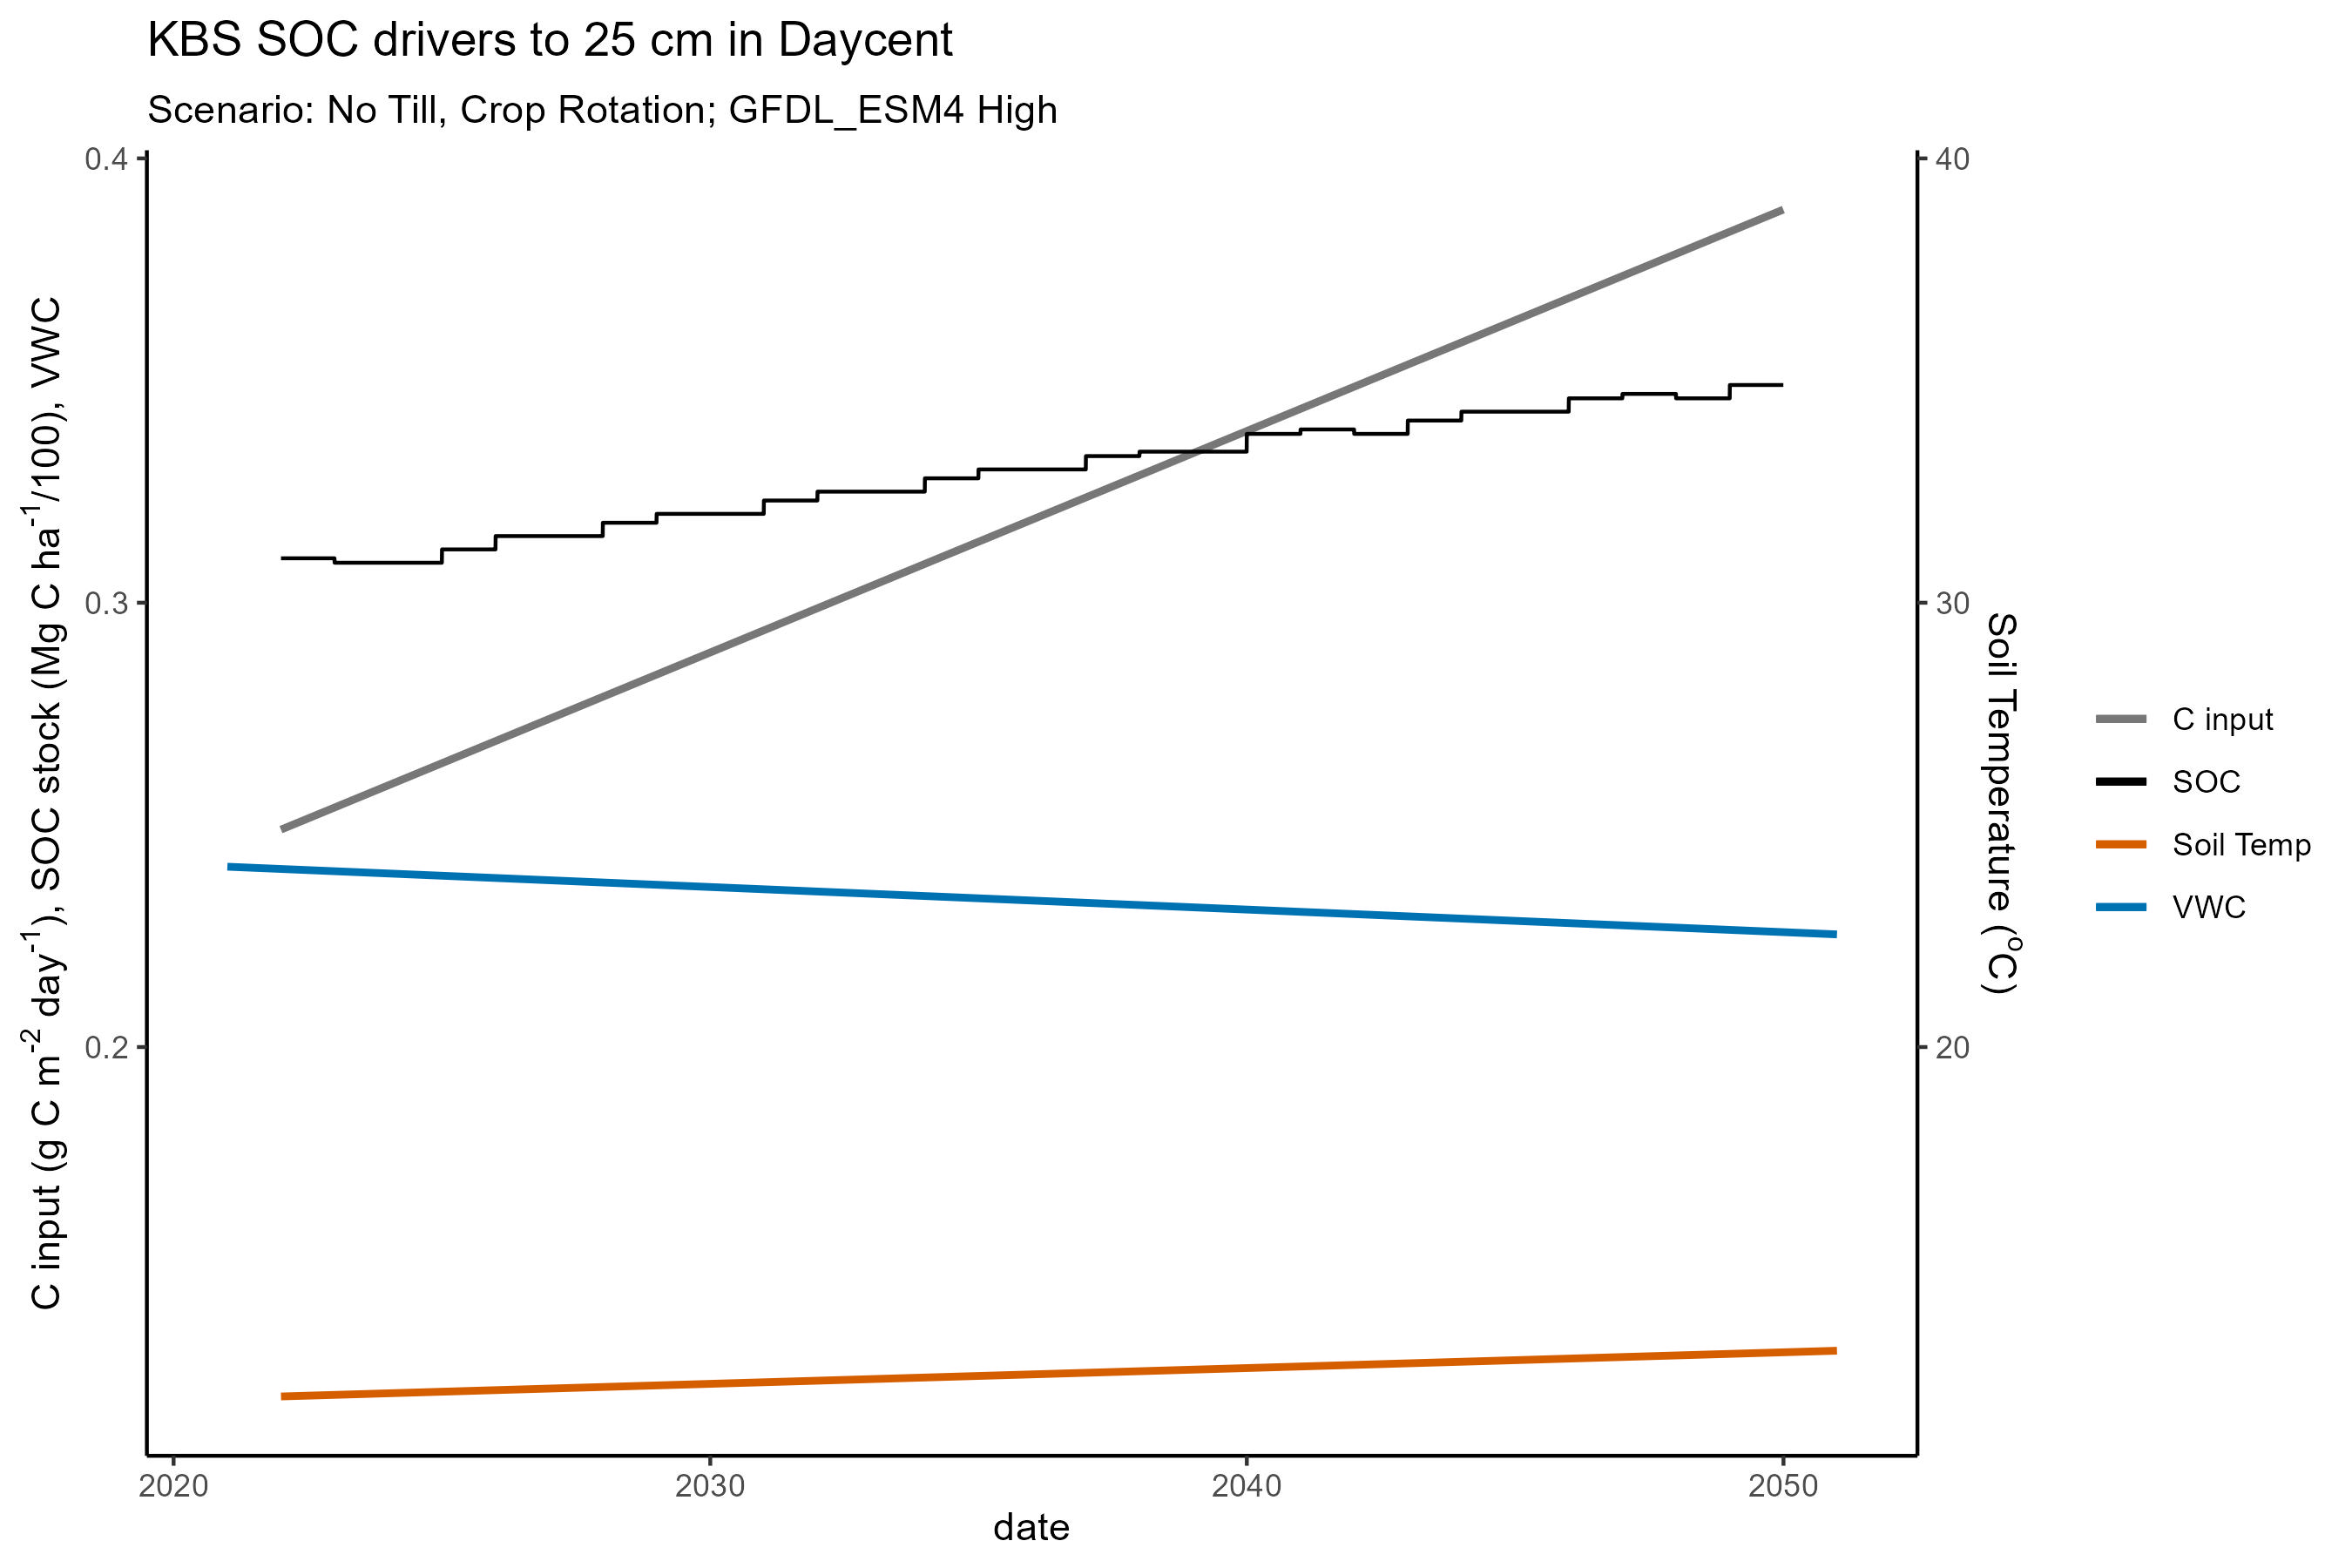 KBS SOC drivers to 25 cm in Daycent
Scenario: No Till, Crop Rotation; GFDL_ESM4 High
C input (g C m⁻² day⁻¹), SOC stock (Mg C ha⁻¹/100), VWC
0.4
0.3
0.2
40
30
20
Soil Temperature (°C)
C input
SOC
Soil Temp
VWC
2020
2030
2040
2050
date